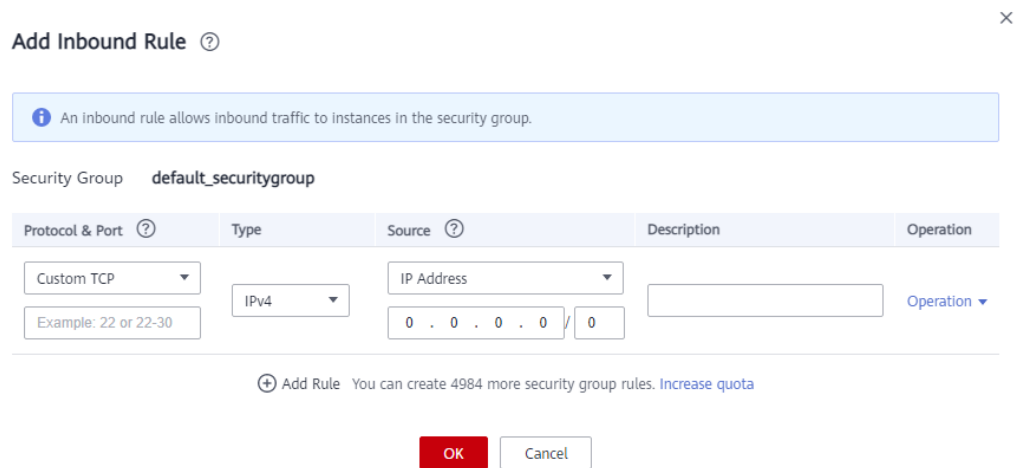 Add Inbound Rule ?
An inbound rule allows inbound traffic to instances in the security group.
Security Group default_securitygroup
Protocol & Port ? Type Source ? Description Operation
Custom TCP IPv4 IP Address Operation
Example: 22 or 22-30 0 . 0 . 0 . 0 / 0
Add Rule You can create 4984 more security group rules. Increase quota
OK Cancel